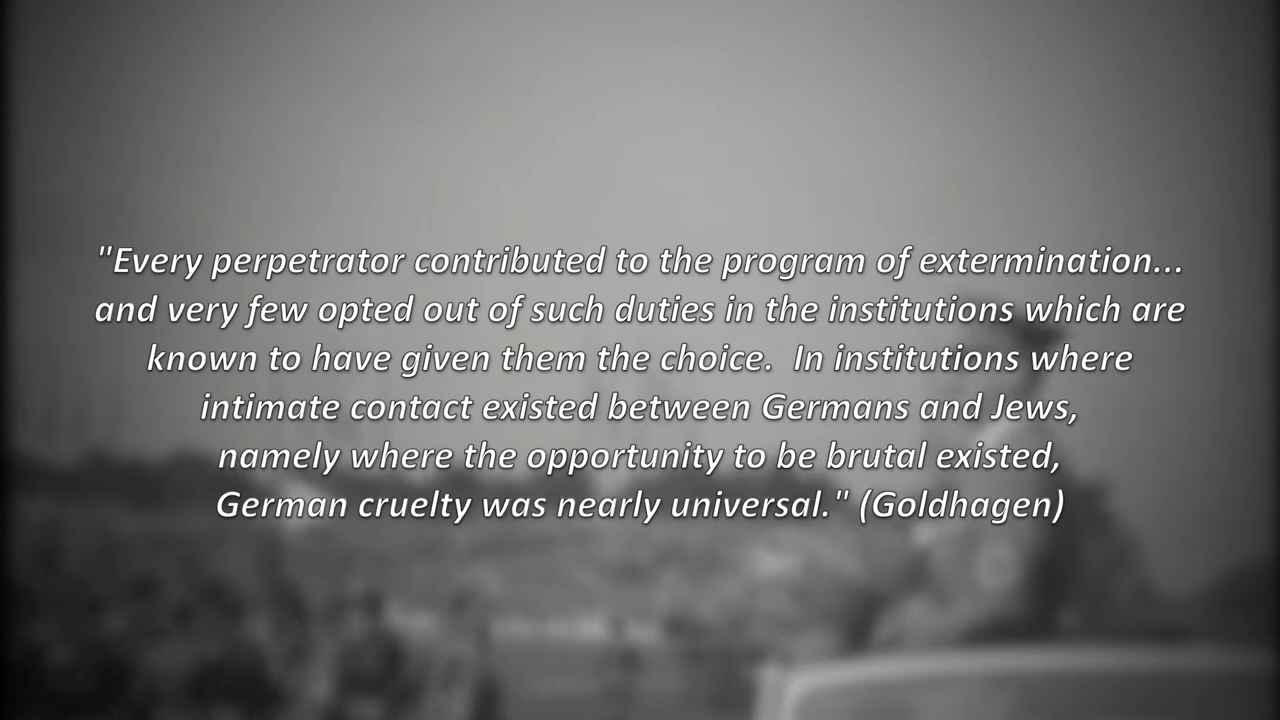 "Every perpetrator contributed to the program of extermination...
and very few opted out of such duties in the institutions which are
known to have given them the choice.  In institutions where
intimate contact existed between Germans and Jews,
namely where the opportunity to be brutal existed,
German cruelty was nearly universal." (Goldhagen)